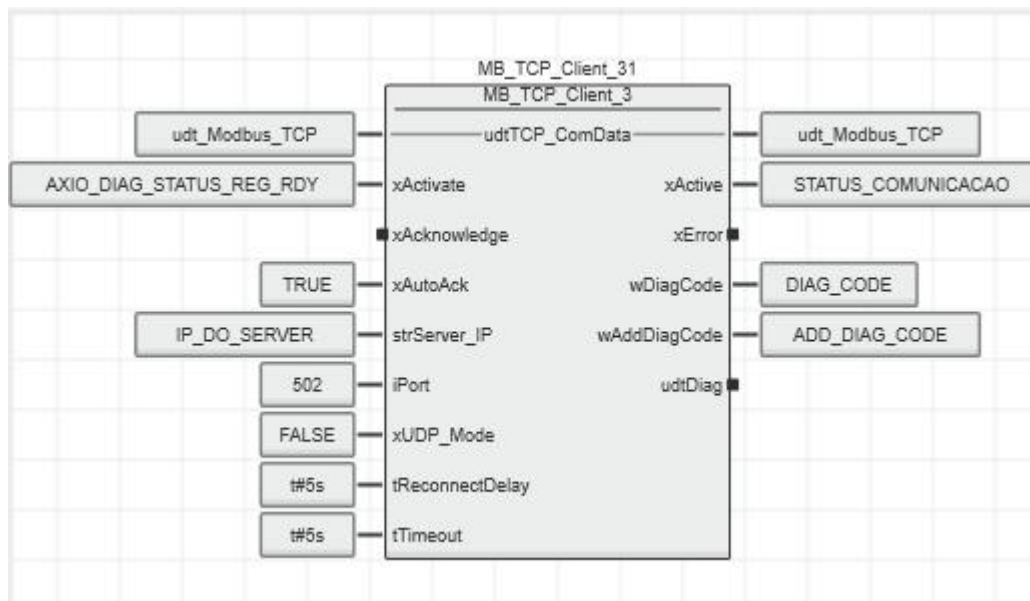 MB_TCP_Client_31
MB_TCP_Client_3
udt_Modbus_TCP udtTCP_ComData udt_Modbus_TCP
AXIO_DIAG_STATUS_REG_RDY xActivate xActive STATUS_COMUNICACAO
xAcknowledge xError
TRUE xAutoAck wDiagCode DIAG_CODE
IP_DO_SERVER strServer_IP wAddDiagCode ADD_DIAG_CODE
502 iPort udtDiag
FALSE xUDP_Mode
t#5s tReconnectDelay
t#5s tTimeout